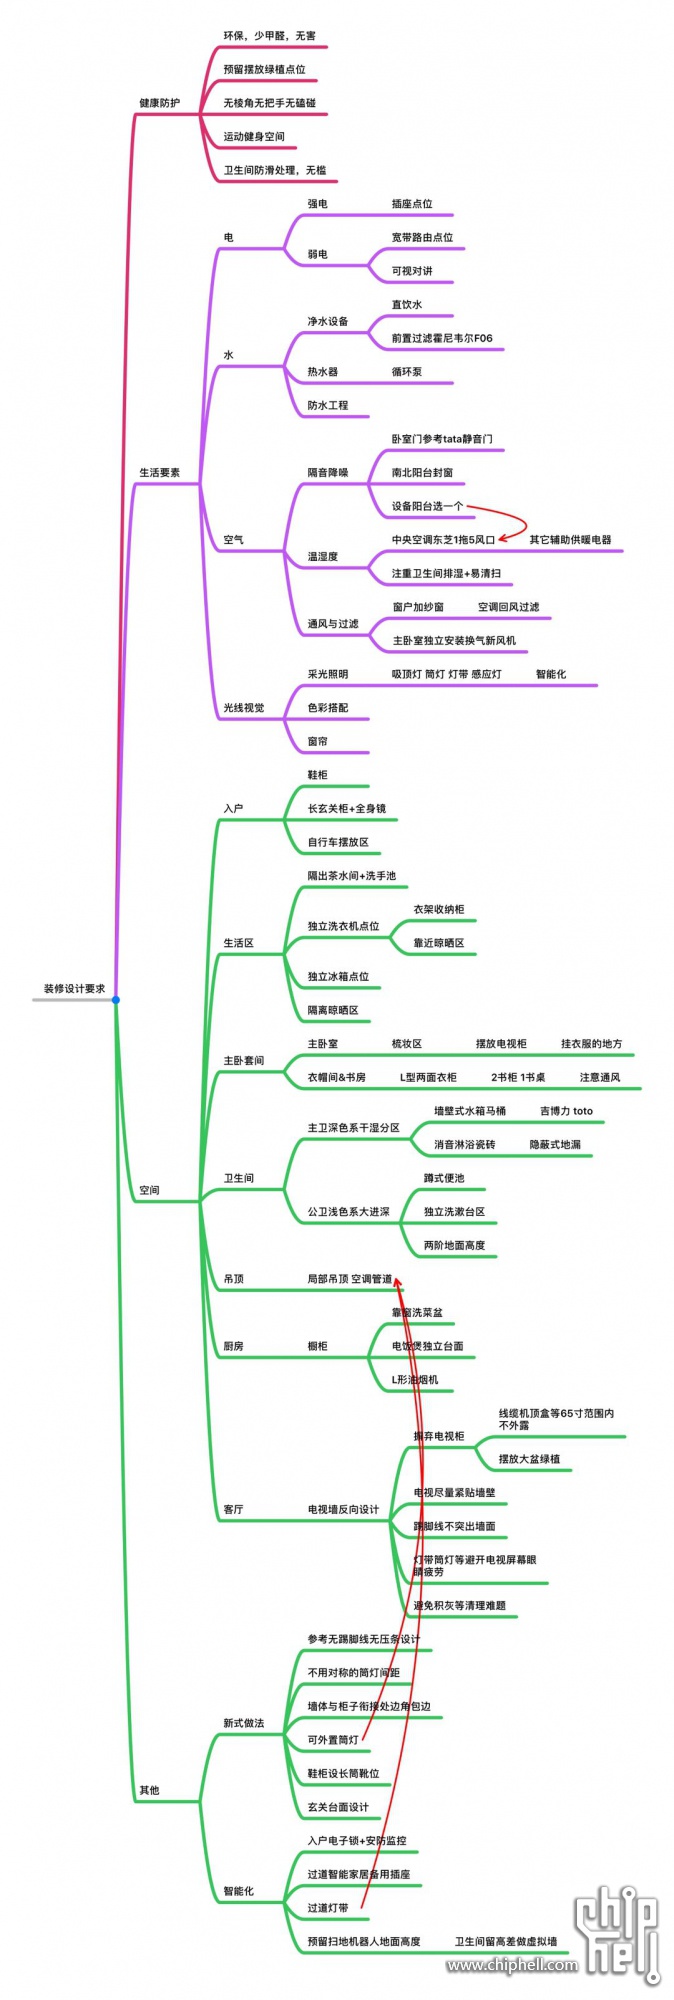 环保，少甲醛，无害
预留摆放绿植点位
健康防护
无棱角无把手无磕碰
运动健身空间
卫生间防滑处理，无槛
强电 插座点位
电
宽带路由点位
弱电
可视对讲
直饮水
净水设备
前置过滤霍尼韦尔F06
水
热水器 循环泵
防水工程
卧室门参考tata静音门
生活要素
隔音降噪
南北阳台封窗
设备阳台选一个
空气
中央空调东芝1拖5风口 其它辅助供暖电器
温湿度
注重卫生间排湿+易清扫
窗户加纱窗 空调回风过滤
通风与过滤
主卧室独立安装换气新风机
采光照明 吸顶灯 筒灯 灯带 感应灯 智能化
光线视觉
色彩搭配
窗帘
鞋柜
入户
长玄关柜+全身镜
自行车摆放区
隔出茶水间+洗手池
衣架收纳柜
独立洗衣机点位
生活区
靠近晾晒区
独立冰箱点位
装修设计要求
隔离晾晒区
主卧室 梳妆区 摆放电视柜 挂衣服的地方
主卧套间
衣帽间&书房 L型两面衣柜 2书柜 1书桌 注意通风
墙壁式水箱马桶 吉博力 toto
主卫深色系干湿分区
消音淋浴瓷砖 隐蔽式地漏
卫生间
蹲式便池
空间
公卫浅色系大进深
独立洗漱台区
两阶地面高度
吊顶 局部吊顶 空调管道
靠窗洗菜盆
厨房 橱柜
电饭煲独立台面
L形油烟机
线缆机顶盒等65寸范围内
不外露
摒弃电视柜
摆放大盆绿植
电视尽量紧贴墙壁
客厅 电视墙反向设计
踢脚线不突出墙面
灯带筒灯等避开电视屏幕眼
睛疲劳
避免积灰等清理难题
参考无踢脚线无压条设计
不用对称的筒灯间距
墙体与柜子衔接处边角包边
新式做法
可外置筒灯
鞋柜设长筒靴位
其他
玄关台面设计
入户电子锁+安防监控
过道智能家居备用插座
智能化
过道灯带
预留扫地机器人地面高度 卫生间留高差做虚拟墙
chip
hell
www.chiphell.com